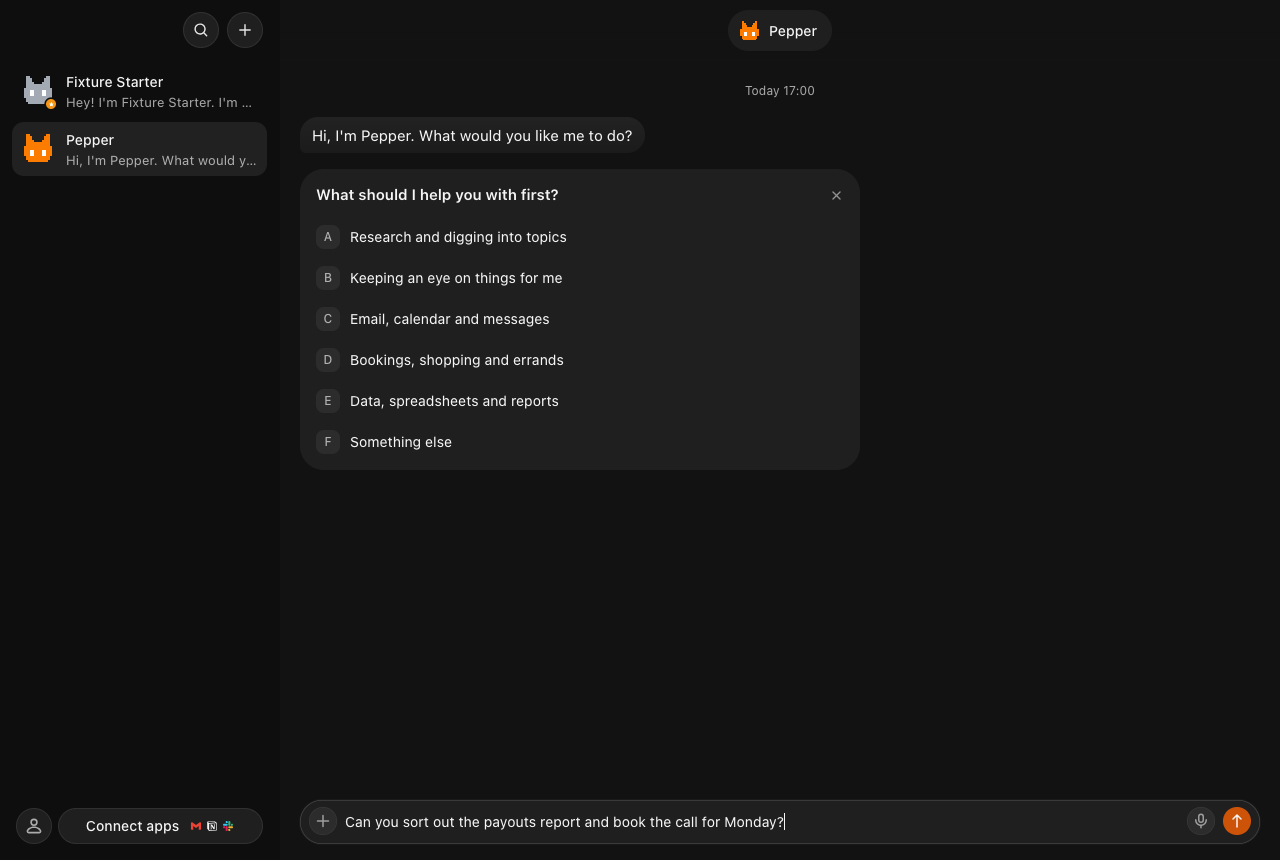 Pepper
Fixture Starter
Hey! I'm Fixture Starter. I'm ...
Pepper
Hi, I'm Pepper. What would y...
Today 17:00
Hi, I'm Pepper. What would you like me to do?
What should I help you with first?
A Research and digging into topics
B Keeping an eye on things for me
C Email, calendar and messages
D Bookings, shopping and errands
E Data, spreadsheets and reports
F Something else
Connect apps
Can you sort out the payouts report and book the call for Monday?